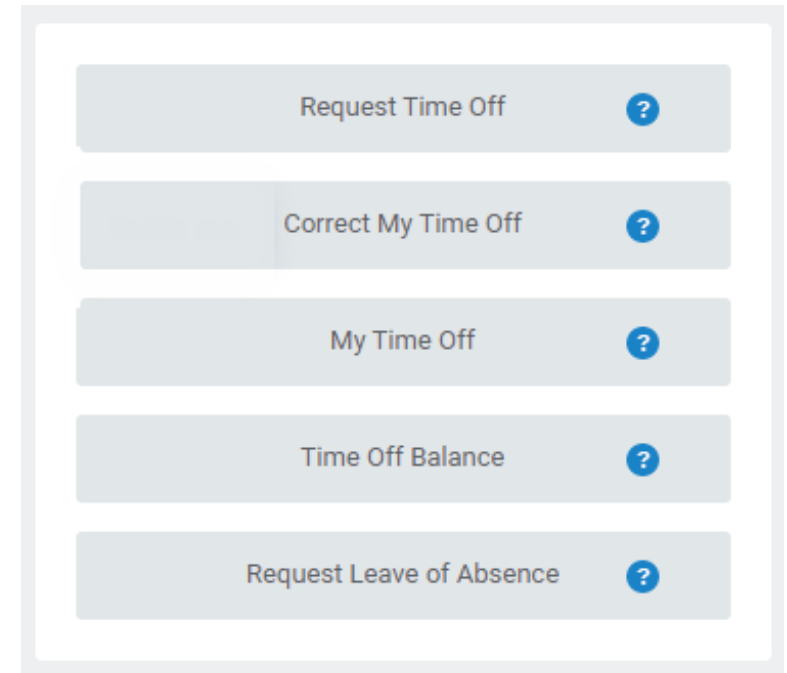 Request Time Off ?
Correct My Time Off ?
My Time Off ?
Time Off Balance ?
Request Leave of Absence ?